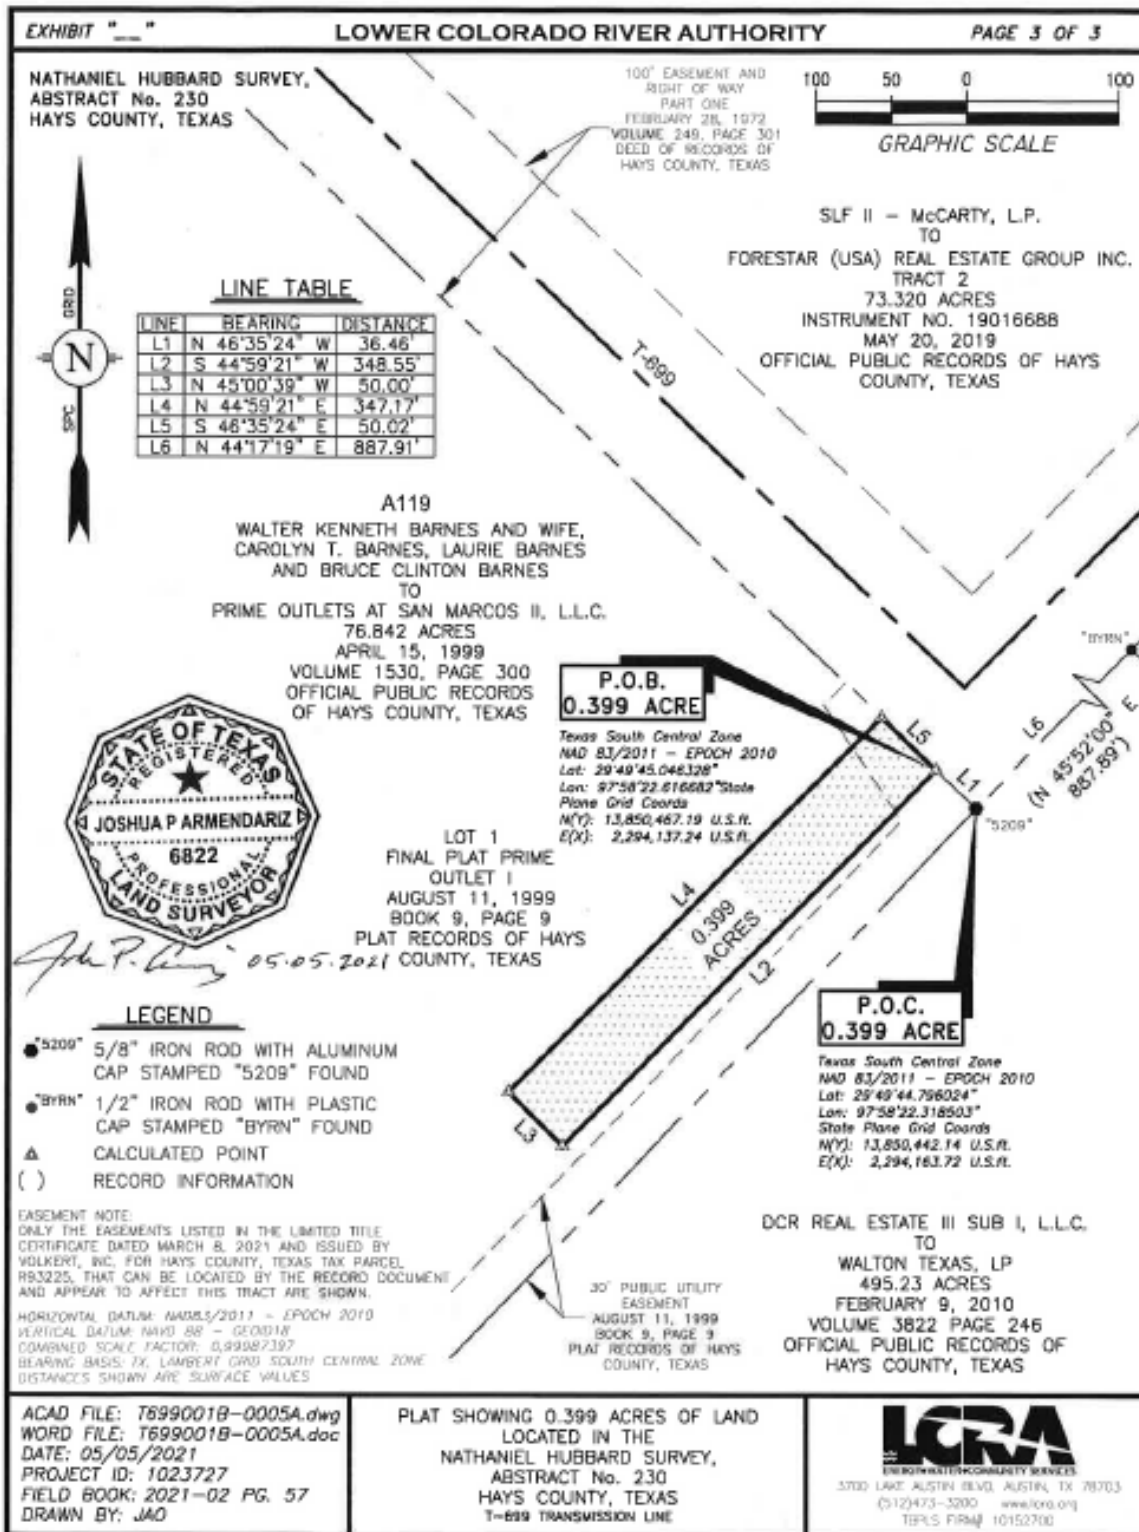 EXHIBIT "__"
LOWER COLORADO RIVER AUTHORITY
PAGE 3 OF 3
NATHANIEL HUBBARD SURVEY,
ABSTRACT No. 230
HAYS COUNTY, TEXAS
100' EASEMENT AND
RIGHT OF WAY
PART ONE
FEBRUARY 28, 1972
VOLUME 249, PAGE 301
DEED OF RECORDS OF
HAYS COUNTY, TEXAS
100 50 0 100
GRAPHIC SCALE
SLF II - McCARTY, L.P.
TO
FORESTAR (USA) REAL ESTATE GROUP INC.
TRACT 2
73.320 ACRES
INSTRUMENT NO. 19016688
MAY 20, 2019
OFFICIAL PUBLIC RECORDS OF HAYS
COUNTY, TEXAS
GRID
N
SPC
LINE TABLE
LINE BEARING DISTANCE
L1 N 46°35'24" W 36.46'
L2 S 44°59'21" W 348.55'
L3 N 45°00'39" W 50.00'
L4 N 44°59'21" E 347.17'
L5 S 46°35'24" E 50.02'
L6 N 44°17'19" E 887.91'
T-699
A119
WALTER KENNETH BARNES AND WIFE,
CAROLYN T. BARNES, LAURIE BARNES
AND BRUCE CLINTON BARNES
TO
PRIME OUTLETS AT SAN MARCOS II, L.L.C.
76.842 ACRES
APRIL 15, 1999
VOLUME 1530, PAGE 300
OFFICIAL PUBLIC RECORDS
OF HAYS COUNTY, TEXAS
P.O.B.
0.399 ACRE
Texas South Central Zone
NAD 83/2011 - EPOCH 2010
Lat: 29°49'45.046328"
Lon: 97°58'22.616682"State
Plane Grid Coords
N(Y): 13,850,467.19 U.S.ft.
E(X): 2,294,137.24 U.S.ft.
"BYRN"
L5
L6
(N 45°52'00" E
887.89')
L1
"5209"
STATE OF TEXAS
REGISTERED
JOSHUA P ARMENDARIZ
6822
PROFESSIONAL
LAND SURVEYOR
05.05.2021
LOT 1
FINAL PLAT PRIME
OUTLET I
AUGUST 11, 1999
BOOK 9, PAGE 9
PLAT RECORDS OF HAYS
COUNTY, TEXAS
L4
0.399
ACRES
L2
L3
P.O.C.
0.399 ACRE
Texas South Central Zone
NAD 83/2011 - EPOCH 2010
Lat: 29°49'44.796024"
Lon: 97°58'22.318503"
State Plane Grid Coords
N(Y): 13,850,442.14 U.S.ft.
E(X): 2,294,163.72 U.S.ft.
LEGEND
"5209" 5/8" IRON ROD WITH ALUMINUM
CAP STAMPED "5209" FOUND
"BYRN" 1/2" IRON ROD WITH PLASTIC
CAP STAMPED "BYRN" FOUND
CALCULATED POINT
( ) RECORD INFORMATION
EASEMENT NOTE:
ONLY THE EASEMENTS LISTED IN THE LIMITED TITLE
CERTIFICATE DATED MARCH 8, 2021 AND ISSUED BY
VOLKERT, INC. FOR HAYS COUNTY, TEXAS TAX PARCEL
R93225, THAT CAN BE LOCATED BY THE RECORD DOCUMENT
AND APPEAR TO AFFECT THIS TRACT ARE SHOWN.
HORIZONTAL DATUM: NAD83/2011 - EPOCH 2010
VERTICAL DATUM: NAVD 88 - GEOID18
COMBINED SCALE FACTOR: 0.99987397
BEARING BASIS: TX. LAMBERT GRID SOUTH CENTRAL ZONE
DISTANCES SHOWN ARE SURFACE VALUES
30' PUBLIC UTILITY
EASEMENT
AUGUST 11, 1999
BOOK 9, PAGE 9
PLAT RECORDS OF HAYS
COUNTY, TEXAS
DCR REAL ESTATE III SUB I, L.L.C.
TO
WALTON TEXAS, LP
495.23 ACRES
FEBRUARY 9, 2010
VOLUME 3822 PAGE 246
OFFICIAL PUBLIC RECORDS OF
HAYS COUNTY, TEXAS
ACAD FILE: T699001B-0005A.dwg
WORD FILE: T699001B-0005A.doc
DATE: 05/05/2021
PROJECT ID: 1023727
FIELD BOOK: 2021-02 PG. 57
DRAWN BY: JAO
PLAT SHOWING 0.399 ACRES OF LAND
LOCATED IN THE
NATHANIEL HUBBARD SURVEY,
ABSTRACT No. 230
HAYS COUNTY, TEXAS
T-699 TRANSMISSION LINE
LCRA
ENERGY•WATER•COMMUNITY SERVICES
3700 LAKE AUSTIN BLVD, AUSTIN, TX 78703
(512)473-3200 www.lcra.org
TBPLS FIRM# 10152700